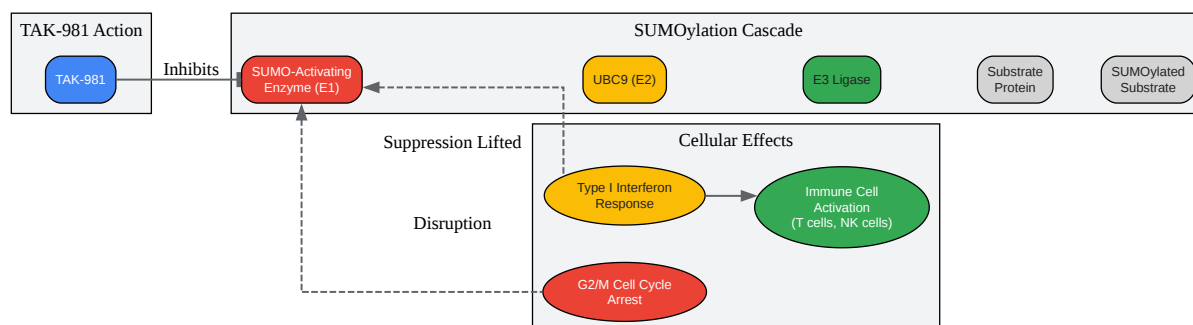 TAK-981 Action
SUMOylation Cascade
TAK-981
Inhibits
SUMO-Activating
Enzyme (E1)
UBC9 (E2)
E3 Ligase
Substrate
Protein
SUMOylated
Substrate
Suppression Lifted
Cellular Effects
Type I Interferon
Response
Immune Cell
Activation
(T cells, NK cells)
Disruption
G2/M Cell Cycle
Arrest